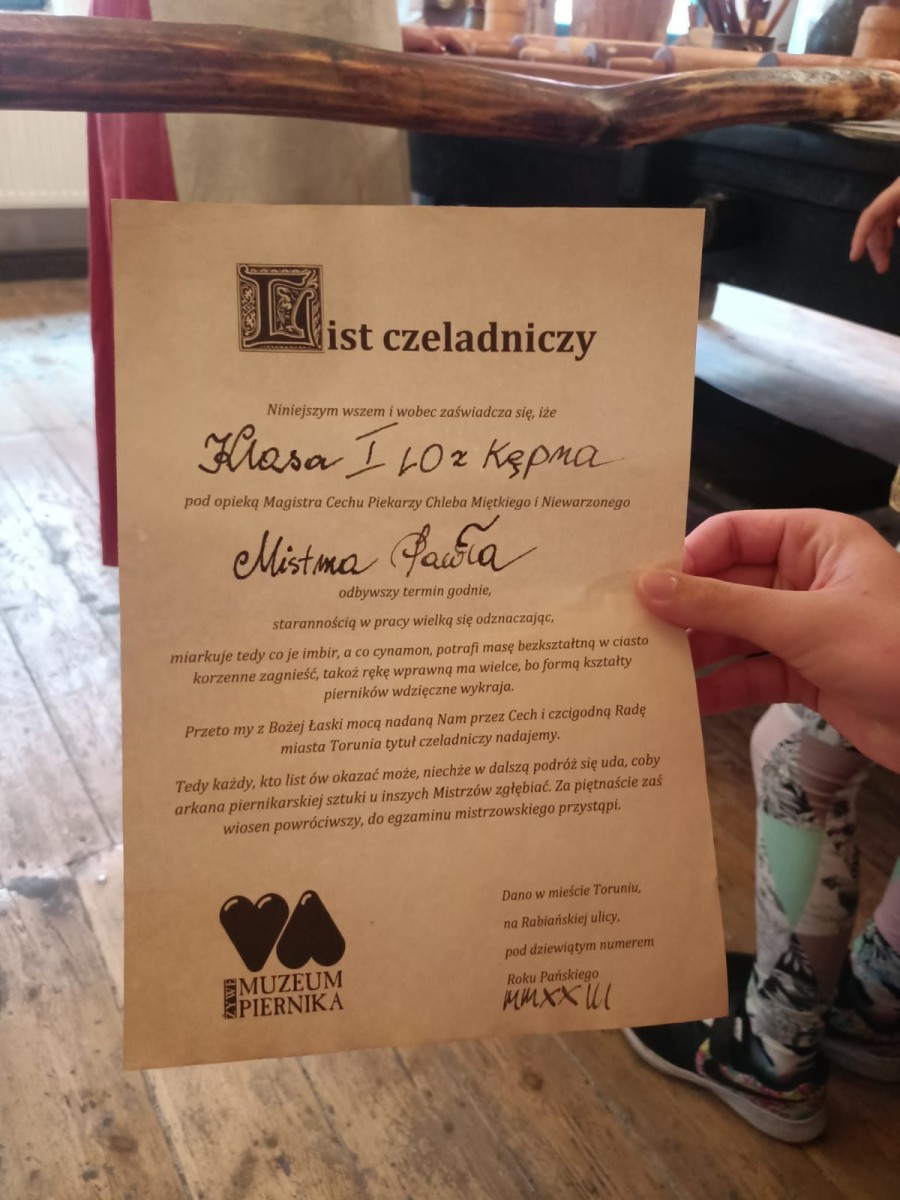 List czeladniczy
Niniejszym wszem i wobec zaświadcza się, iże
Klasa I LO z Kępna
pod opieką Magistra Cechu Piekarzy Chleba Miętkiego i Niewarzonego
Mistrza Pawła
odbywszy termin godnie,
starannością w pracy wielką się odznaczając,
miarkuje tedy co je imbir, a co cynamon, potrafi masę bezkształtną w ciasto
korzenne zagnieść, takoż rękę wprawną ma wielce, bo formą kształty
pierników wdzięczne wykraja.
Przeto my z Bożej Łaski mocą nadaną Nam przez Cech i czcigodną Radę
miasta Torunia tytuł czeladniczy nadajemy.
Tedy każdy, kto list ów okazać może, niechże w dalszą podróż się uda, coby
arkana piernikarskiej sztuki u inszych Mistrzów zgłębiać. Za piętnaście zaś
wiosen powróciwszy, do egzaminu mistrzowskiego przystąpi.
ŻYWE MUZEUM
PIERNIKA
Dano w mieście Toruniu,
na Rabiańskiej ulicy,
pod dziewiątym numerem
Roku Pańskiego
MMXXIII